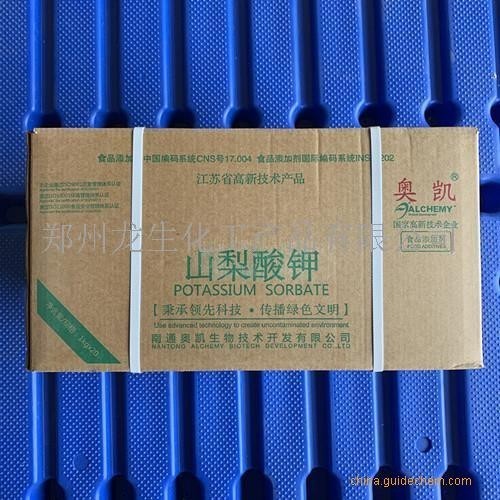 食品添加 中国编码系统CNS号17.004 食品添加剂国际编码系统INS 202
江苏省高新技术产品
奥凯®
ALCHEMY
国家高新技术企业
食品添加剂
FOOD ADDITIVES
山梨酸钾
POTASSIUM SORBATE
【秉承领先科技·传播绿色文明】
Use advanced technology to create uncontaminated environment
南通奥凯生物技术开发有限公司
NANTONG ALCHEMY BIOTECH DEVELOPMENT CO.,LTD
1kg×20
郑州龙生化工产品有限
china.guidechem.com